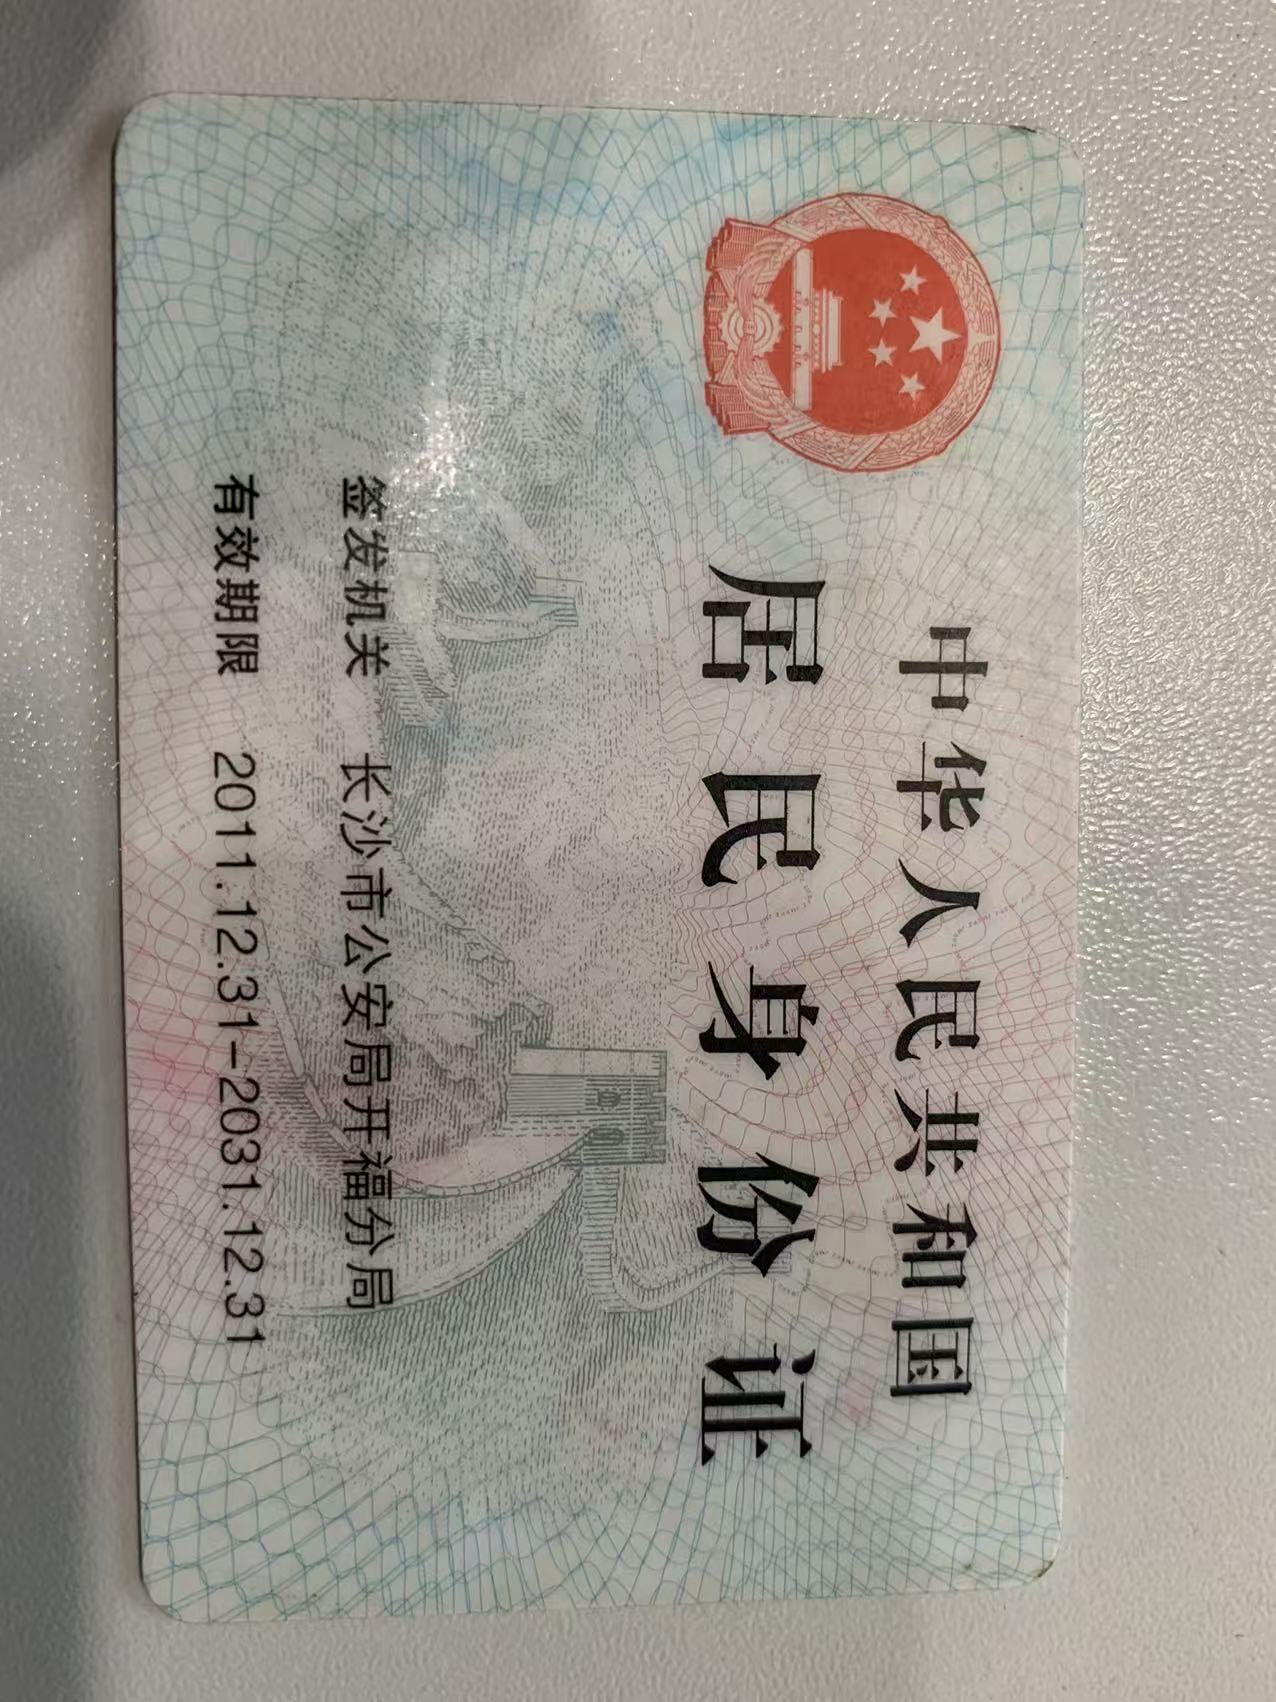 中华人民共和国
居民身份证
签发机关 长沙市公安局开福分局
有效期限 2011.12.31-2031.12.31